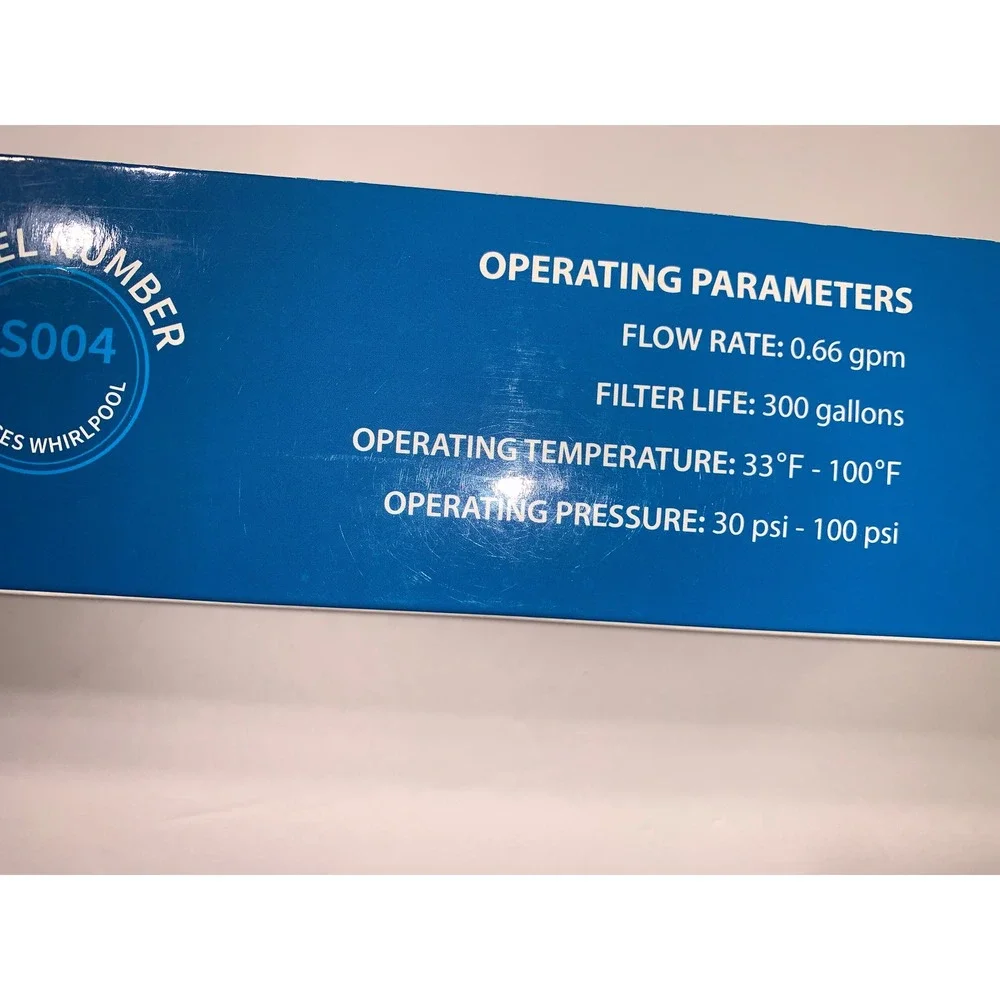 EL NUMBER
S004
CES WHIRLPOOL
OPERATING PARAMETERS
FLOW RATE: 0.66 gpm
FILTER LIFE: 300 gallons
OPERATING TEMPERATURE: 33°F - 100°F
OPERATING PRESSURE: 30 psi - 100 psi